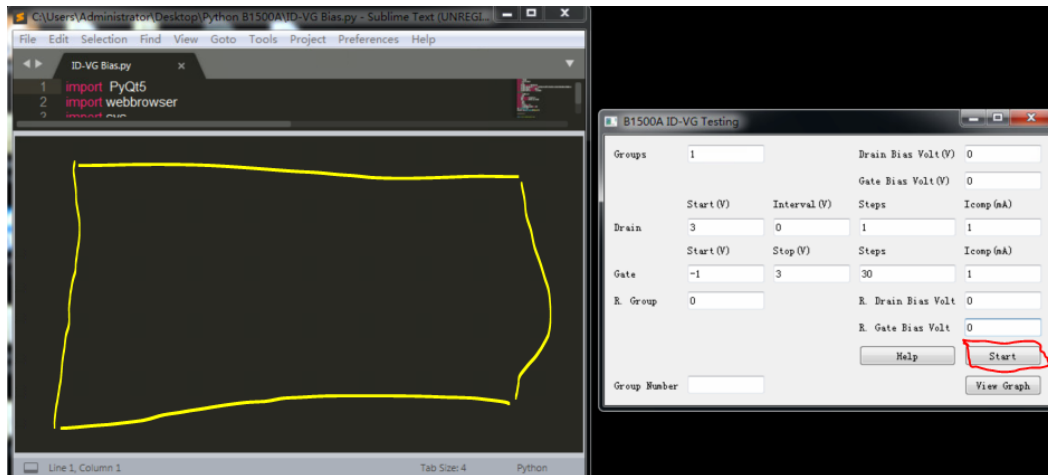 C:\Users\Administrator\Desktop\Python B1500A\ID-VG Bias.py - Sublime Text (UNREGI...
File Edit Selection Find View Goto Tools Project Preferences Help
ID-VG Bias.py ×
1 import PyQt5
2 import webbrowser
3 import sys
Line 1, Column 1 Tab Size: 4 Python
B1500A ID-VG Testing
Groups 1 Drain Bias Volt(V) 0
Gate Bias Volt(V) 0
Start(V) Interval(V) Steps Icomp(mA)
Drain 3 0 1 1
Start(V) Stop(V) Steps Icomp(mA)
Gate -1 3 30 1
R. Group 0 R. Drain Bias Volt 0
R. Gate Bias Volt 0
Help Start
Group Number View Graph